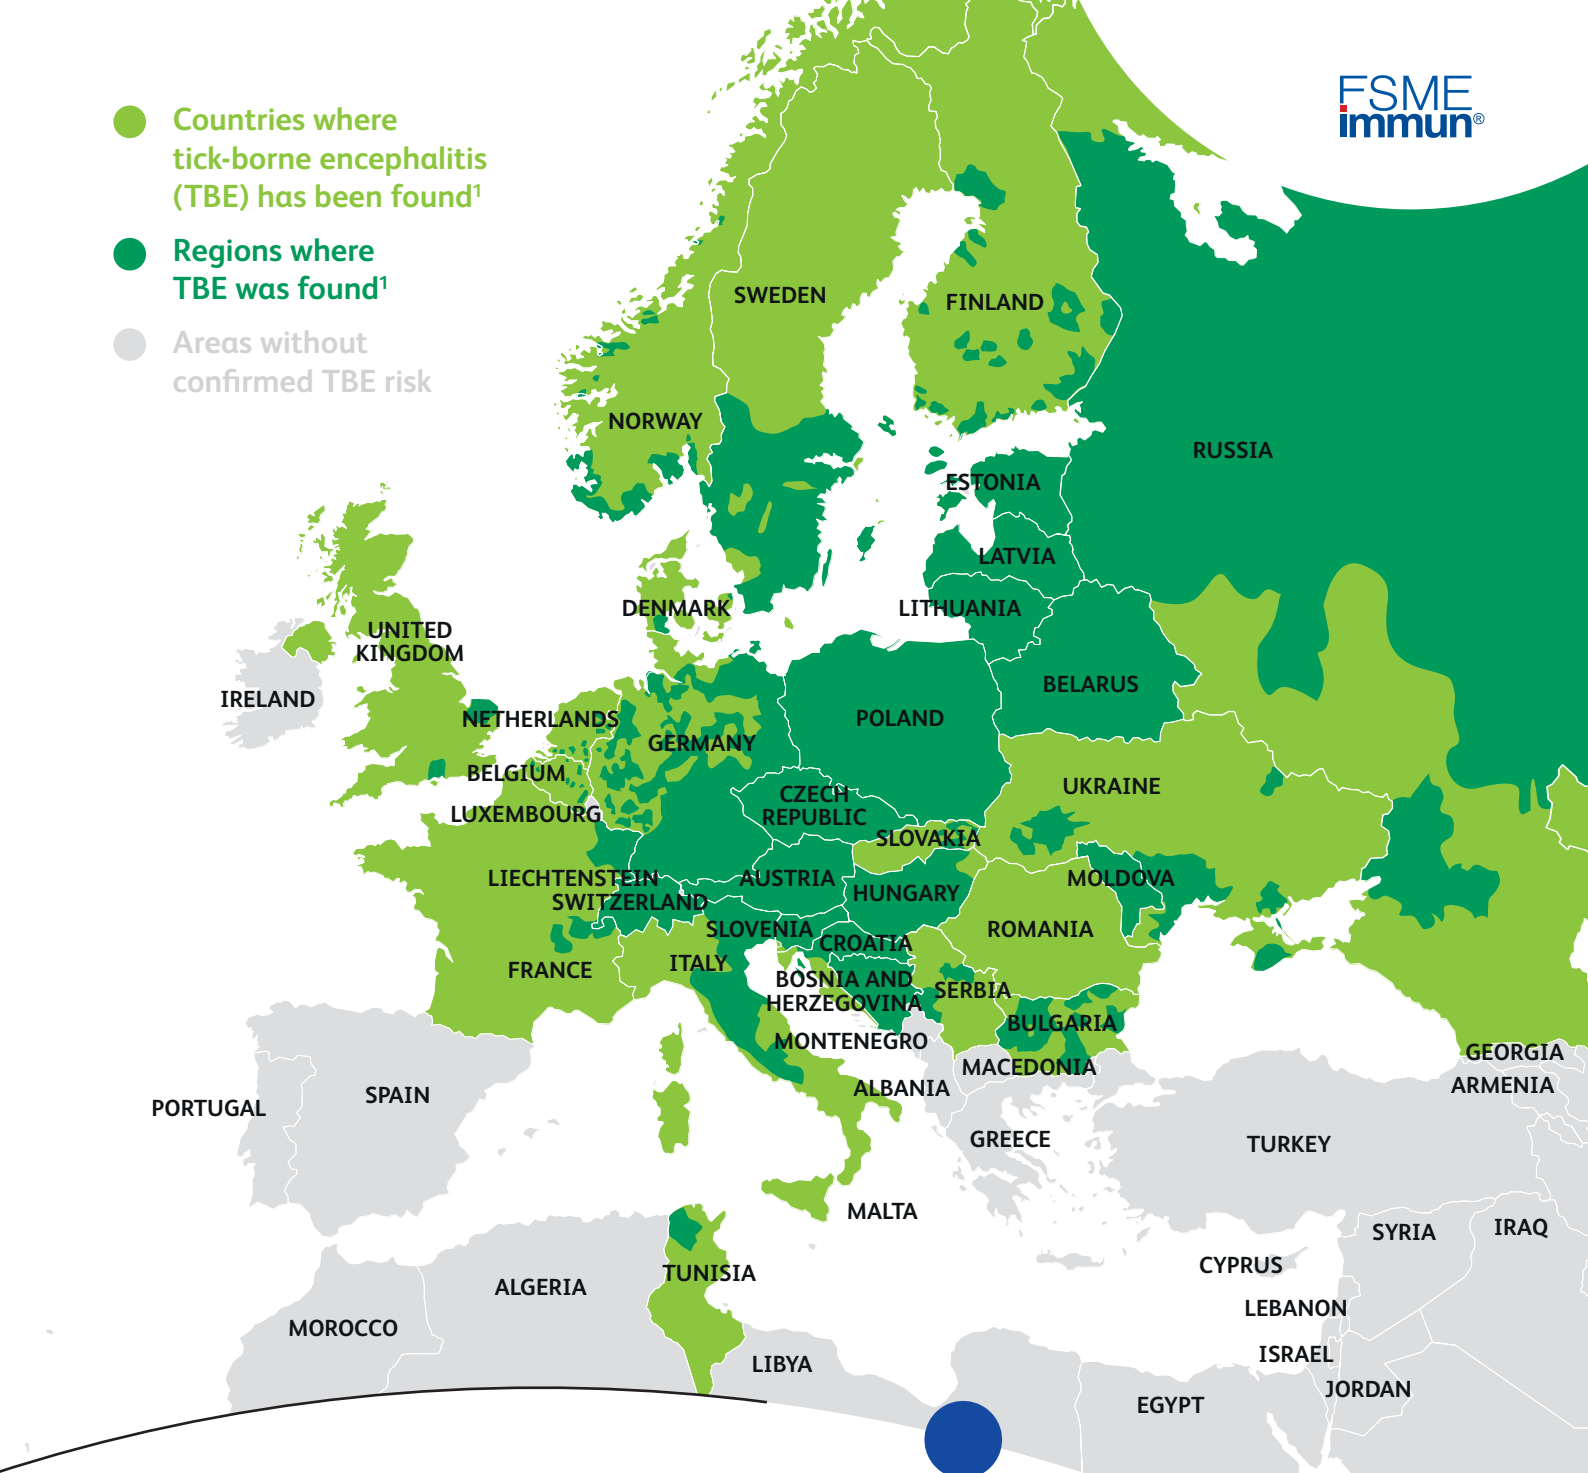 Countries where
tick-borne encephalitis
(TBE) has been found¹
Regions where
TBE was found¹
Areas without
confirmed TBE risk
FSME
immun®
SWEDEN
FINLAND
NORWAY
RUSSIA
ESTONIA
LATVIA
DENMARK
LITHUANIA
UNITED
KINGDOM
BELARUS
IRELAND
NETHERLANDS
POLAND
GERMANY
BELGIUM
UKRAINE
CZECH
REPUBLIC
LUXEMBOURG
SLOVAKIA
LIECHTENSTEIN
AUSTRIA
MOLDOVA
HUNGARY
SWITZERLAND
SLOVENIA
ROMANIA
CROATIA
ITALY
FRANCE
BOSNIA AND
HERZEGOVINA
SERBIA
BULGARIA
MONTENEGRO
GEORGIA
MACEDONIA
ARMENIA
ALBANIA
SPAIN
PORTUGAL
GREECE
TURKEY
MALTA
SYRIA
IRAQ
CYPRUS
TUNISIA
ALGERIA
LEBANON
MOROCCO
ISRAEL
LIBYA
JORDAN
EGYPT